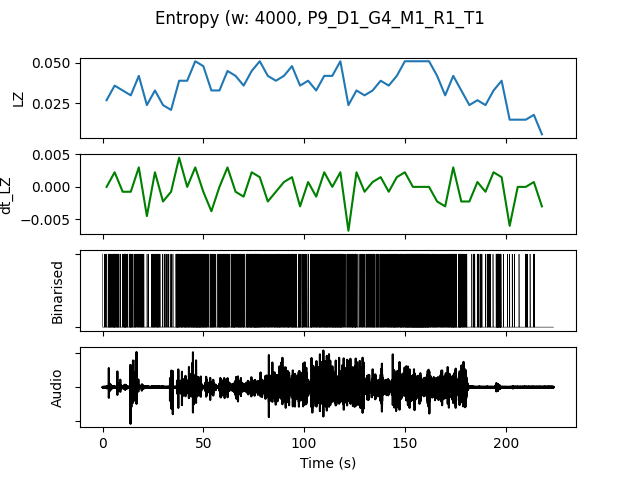 Entropy (w: 4000, P9_D1_G4_M1_R1_T1
0.050
0.025
LZ
0.005
0.000
−0.005
dt_LZ
Binarised
Audio
0 50 100 150 200
Time (s)